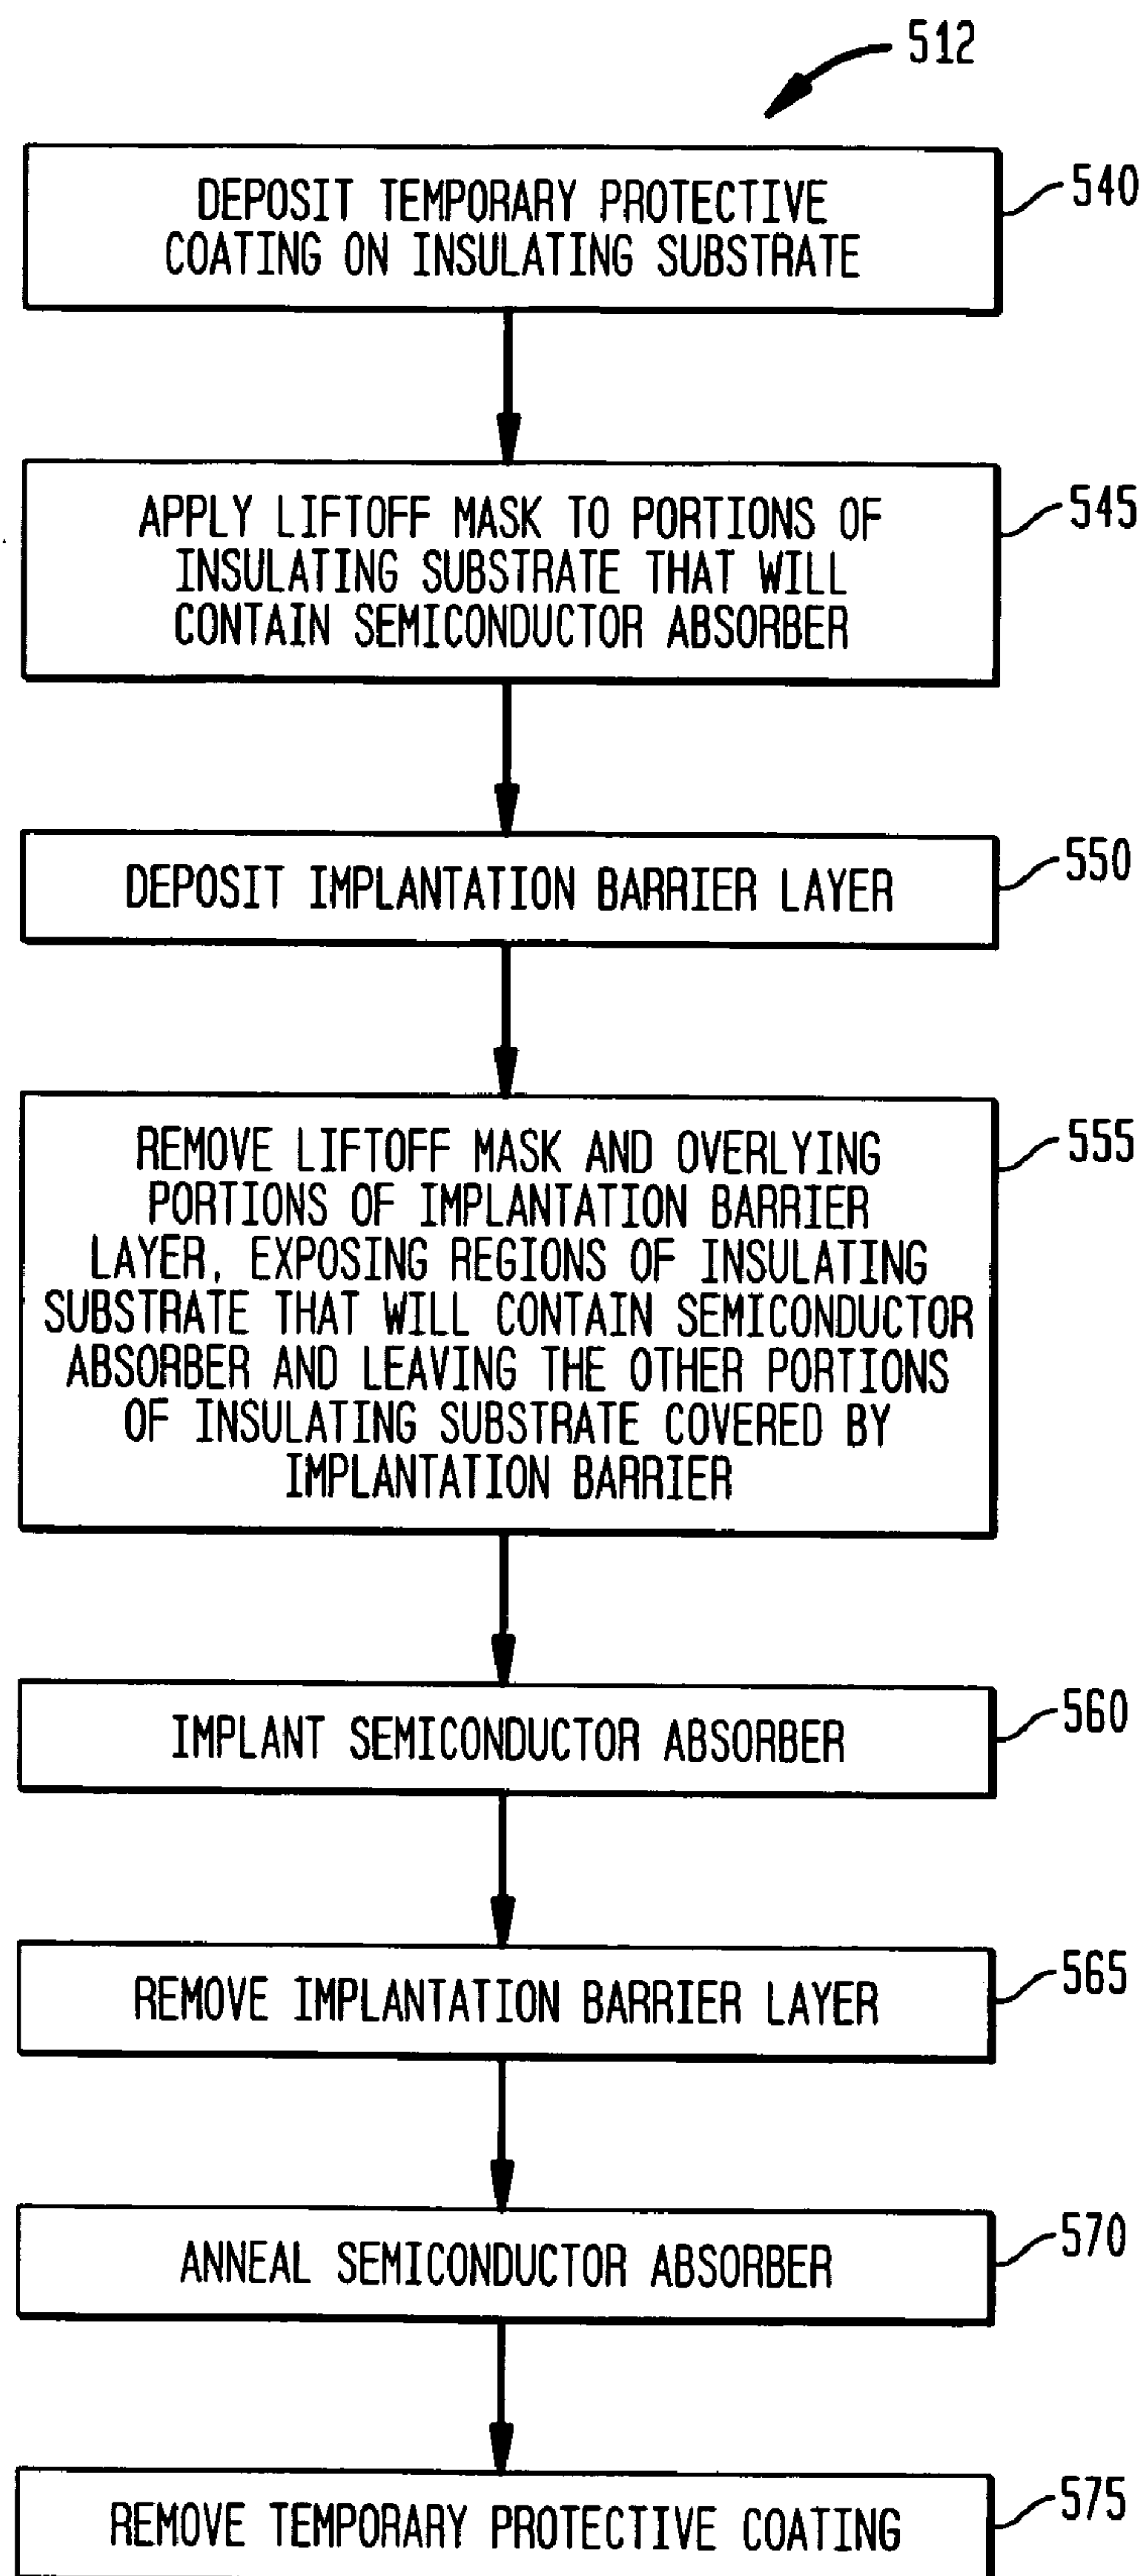 512
DEPOSIT TEMPORARY PROTECTIVE
COATING ON INSULATING SUBSTRATE
540
APPLY LIFTOFF MASK TO PORTIONS OF
INSULATING SUBSTRATE THAT WILL
CONTAIN SEMICONDUCTOR ABSORBER
545
DEPOSIT IMPLANTATION BARRIER LAYER
550
REMOVE LIFTOFF MASK AND OVERLYING
PORTIONS OF IMPLANTATION BARRIER
LAYER, EXPOSING REGIONS OF INSULATING
SUBSTRATE THAT WILL CONTAIN SEMICONDUCTOR
ABSORBER AND LEAVING THE OTHER PORTIONS
OF INSULATING SUBSTRATE COVERED BY
IMPLANTATION BARRIER
555
IMPLANT SEMICONDUCTOR ABSORBER
560
REMOVE IMPLANTATION BARRIER LAYER
565
ANNEAL SEMICONDUCTOR ABSORBER
570
REMOVE TEMPORARY PROTECTIVE COATING
575